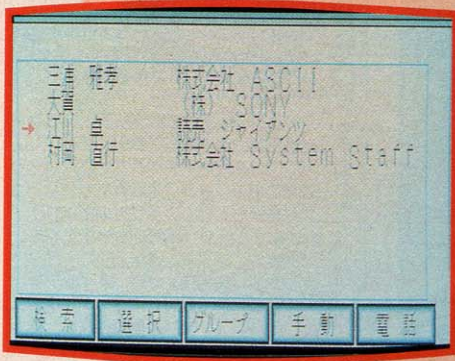 三浦 雅孝 株式会社 ASCII
大賀 (株) SONY
江川 卓 読売 ジャイアンツ
村岡 直行 株式会社 System Staff
検索 選択 グループ 手動 電話